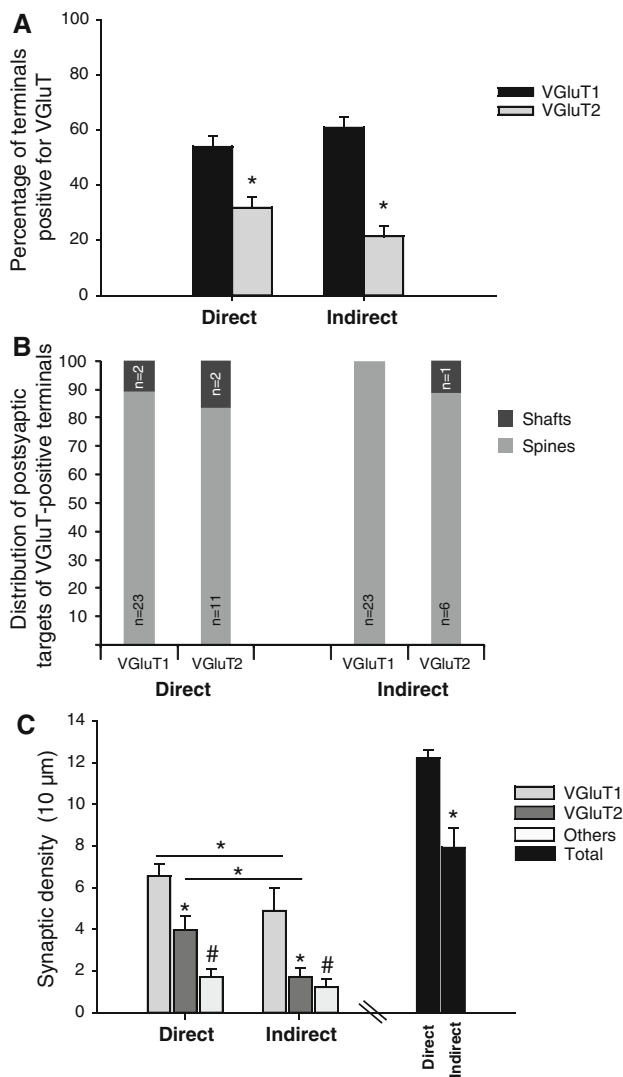 A
Percentage of terminals
positive for VGluT
100
80
60
40
20
0
*
*
Direct
Indirect
VGluT1
VGluT2
B
Distribution of postsyaptic
targets of VGluT-positive terminals
100
90
80
70
60
50
40
30
20
10
n=2
n=2
n=1
n=23
n=11
n=23
n=6
VGluT1
VGluT2
VGluT1
VGluT2
Direct
Indirect
Shafts
Spines
C
Synaptic density (10 µm)
14
12
10
8
6
4
2
0
*
*
*
#
*
#
*
Direct
Indirect
Direct
Indirect
VGluT1
VGluT2
Others
Total